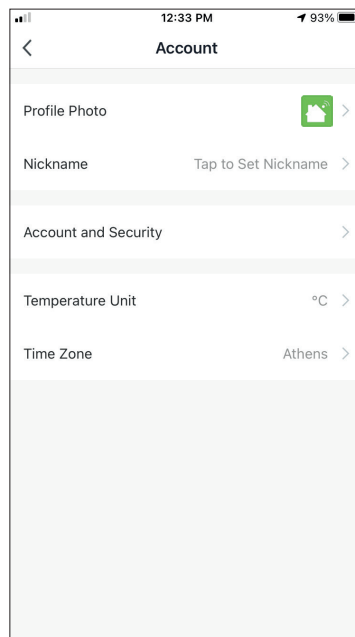 12:33 PM 93%
Account
Profile Photo
Nickname Tap to Set Nickname
Account and Security
Temperature Unit °C
Time Zone Athens